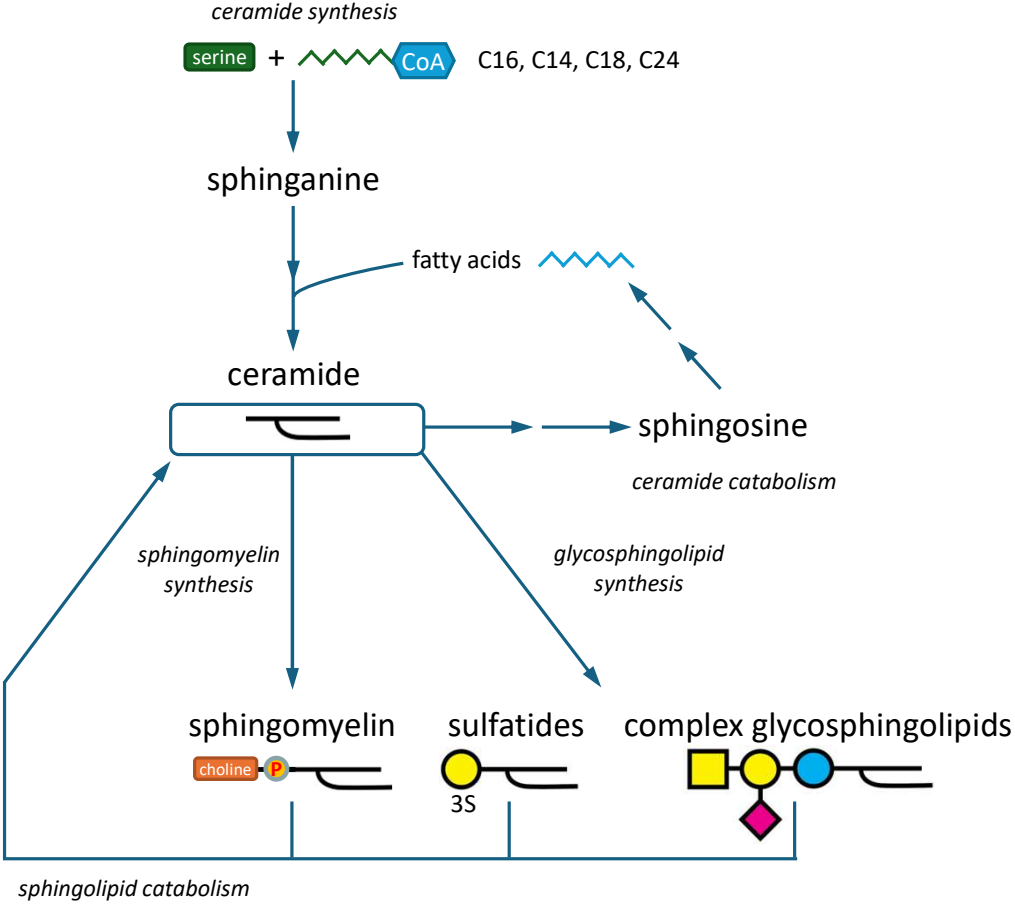 ceramide synthesis
serine + CoA C16, C14, C18, C24
sphinganine
fatty acids
ceramide
sphingosine
ceramide catabolism
sphingomyelin
synthesis
glycosphingolipid
synthesis
sphingomyelin
sulfatides
complex glycosphingolipids
choline
P
3S
sphingolipid catabolism